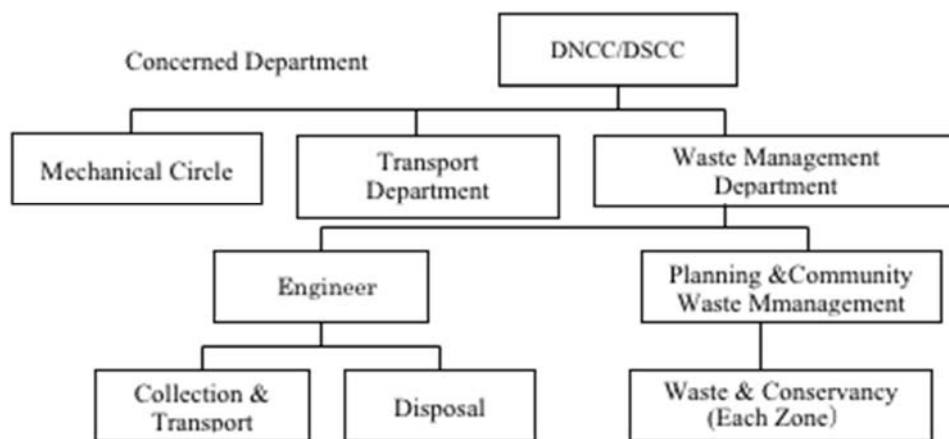 DNCC/DSCC
Concerned Department
Mechanical Circle
Transport
Department
Waste Management
Department
Engineer
Planning &Community
Waste Mmanagement
Collection &
Transport
Disposal
Waste & Conservancy
(Each Zone)